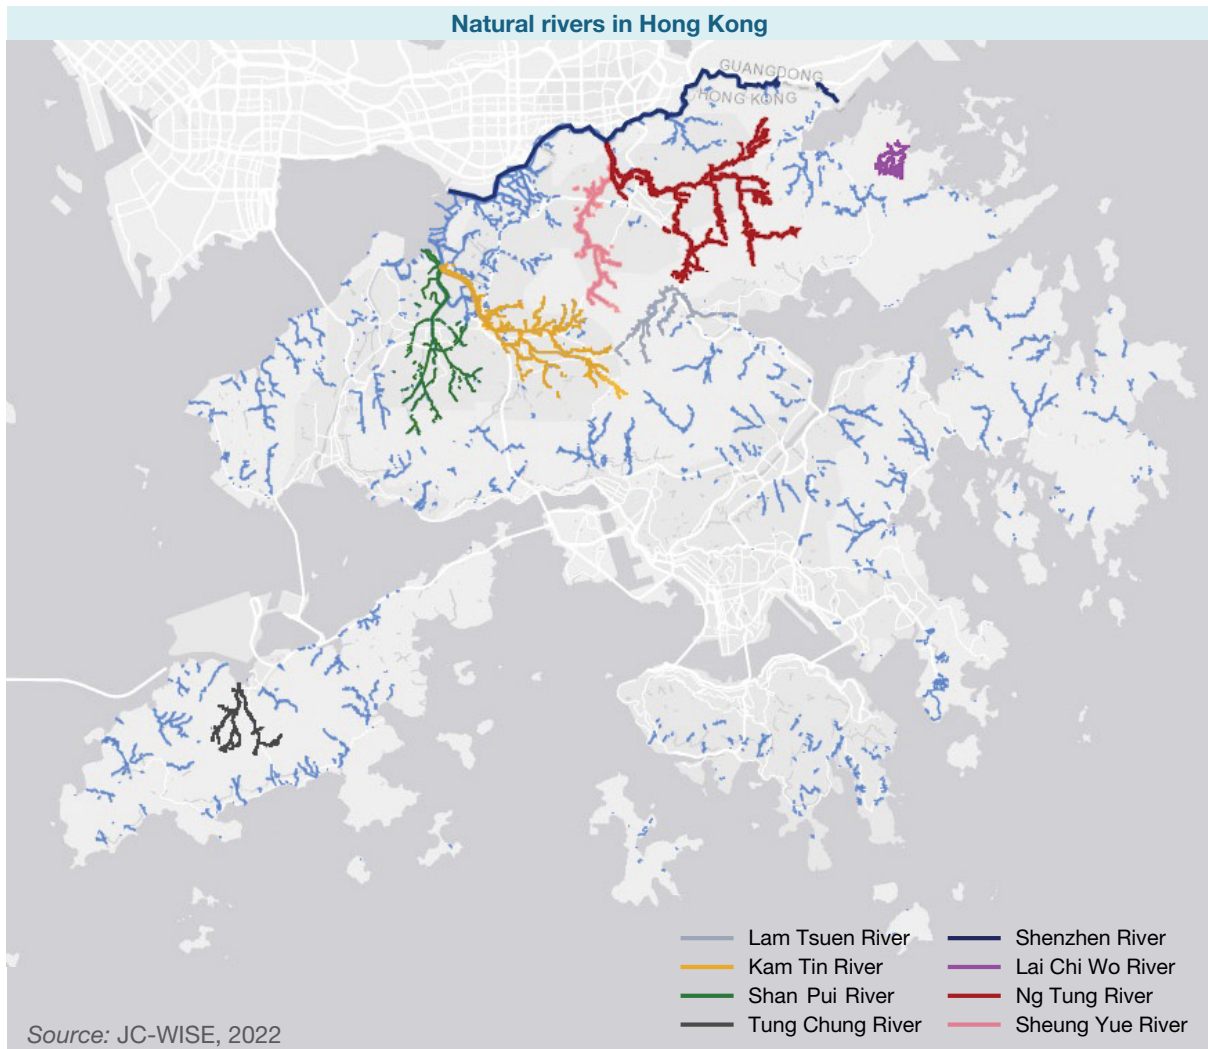 Natural rivers in Hong Kong
GUANGDONG
HONG KONG
Lam Tsuen River
Kam Tin River
Shan Pui River
Tung Chung River
Shenzhen River
Lai Chi Wo River
Ng Tung River
Sheung Yue River
Source: JC-WISE, 2022